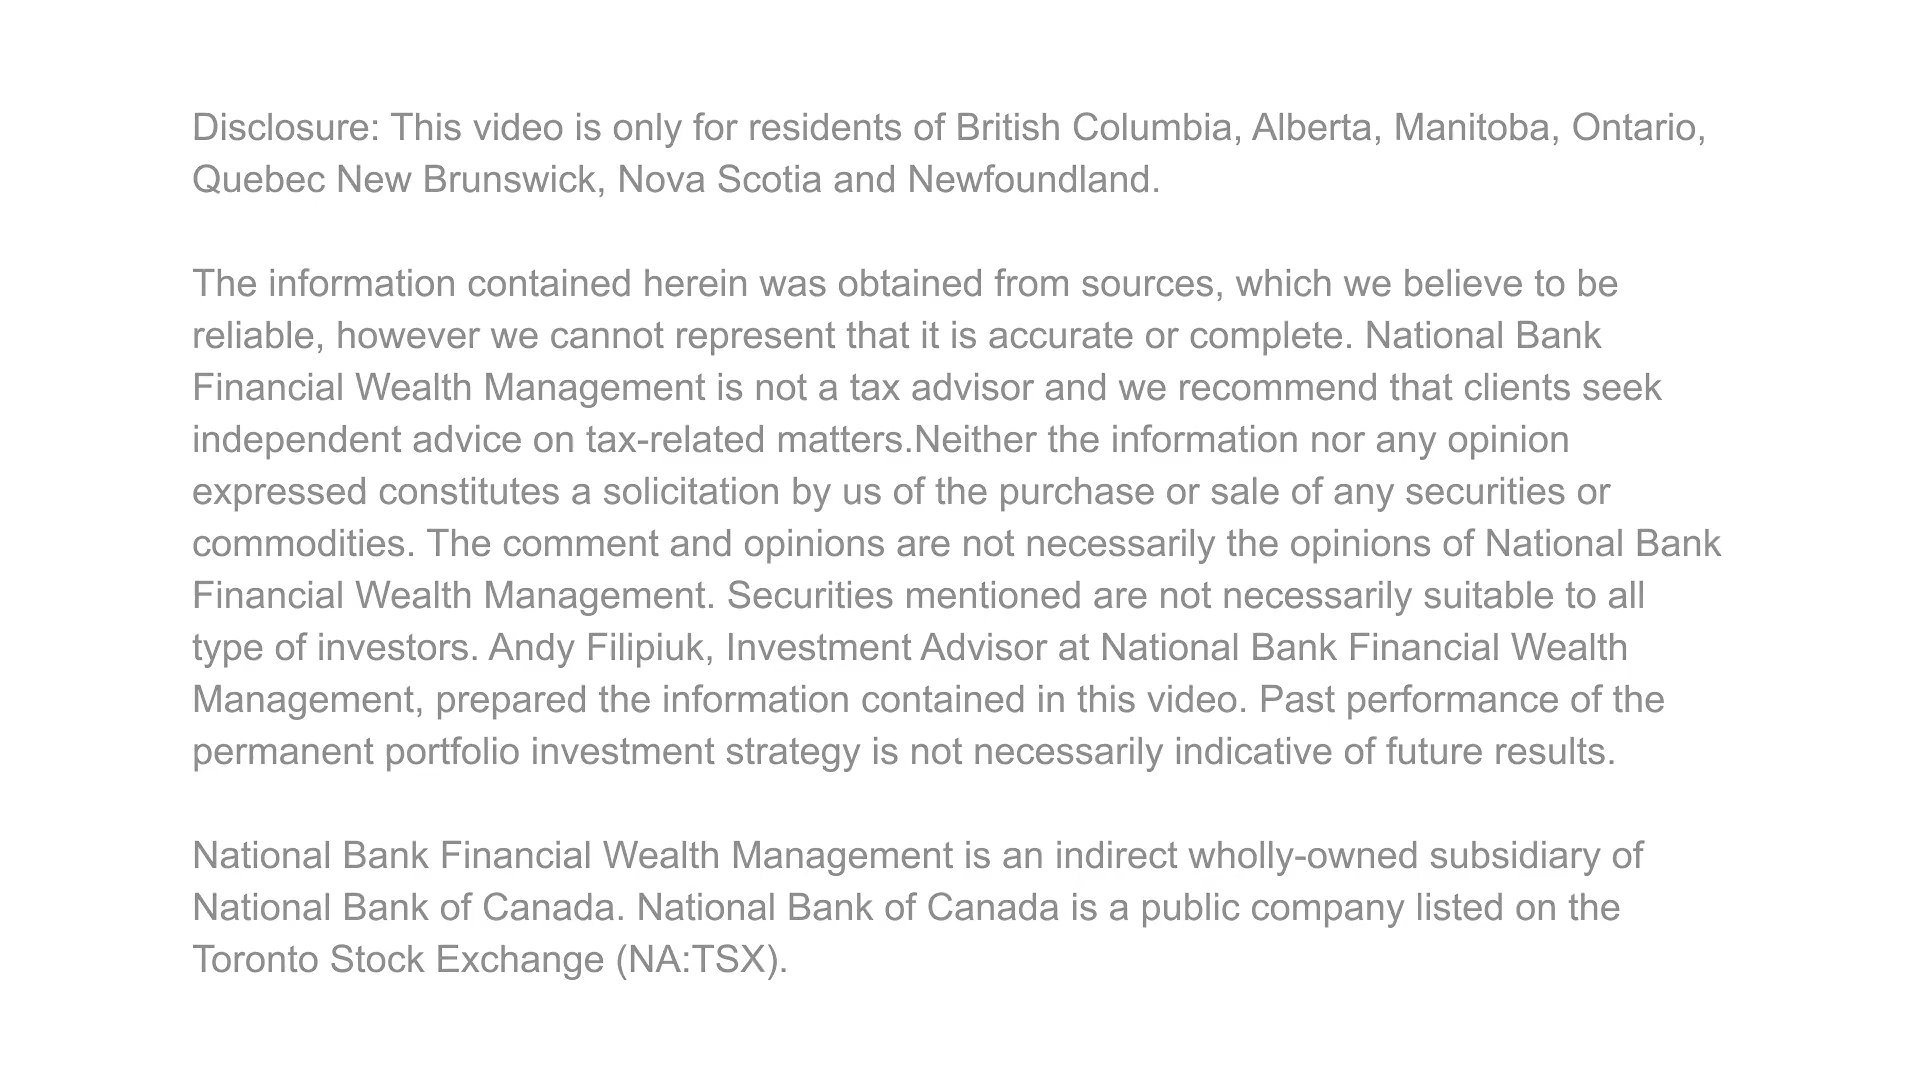 Disclosure: This video is only for residents of British Columbia, Alberta, Manitoba, Ontario,
Quebec New Brunswick, Nova Scotia and Newfoundland.
The information contained herein was obtained from sources, which we believe to be
reliable, however we cannot represent that it is accurate or complete. National Bank
Financial Wealth Management is not a tax advisor and we recommend that clients seek
independent advice on tax-related matters.Neither the information nor any opinion
expressed constitutes a solicitation by us of the purchase or sale of any securities or
commodities. The comment and opinions are not necessarily the opinions of National Bank
Financial Wealth Management. Securities mentioned are not necessarily suitable to all
type of investors. Andy Filipiuk, Investment Advisor at National Bank Financial Wealth
Management, prepared the information contained in this video. Past performance of the
permanent portfolio investment strategy is not necessarily indicative of future results.
National Bank Financial Wealth Management is an indirect wholly-owned subsidiary of
National Bank of Canada. National Bank of Canada is a public company listed on the
Toronto Stock Exchange (NA:TSX).